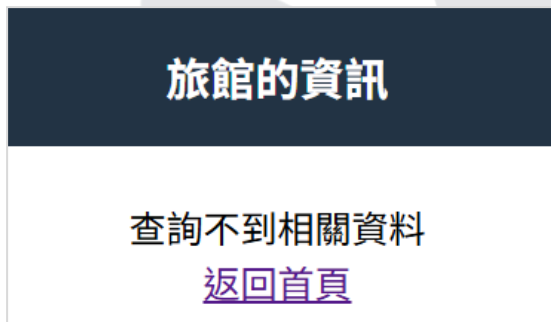 旅館的資訊
查詢不到相關資料
返回首頁